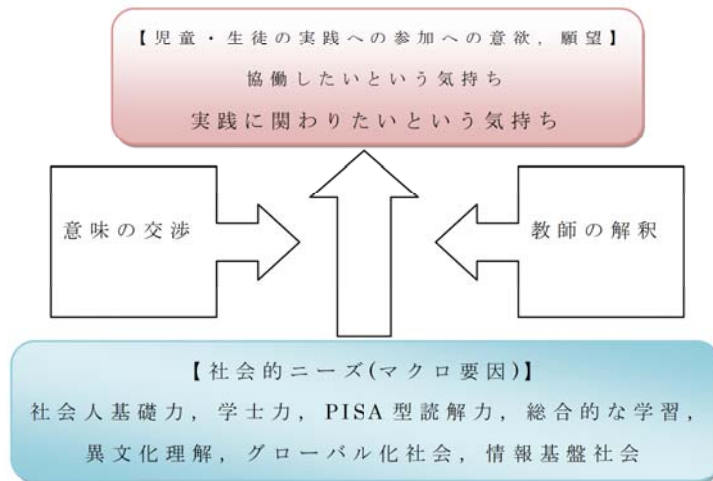 【児童・生徒の実践への参加への意欲，願望】
協働したいという気持ち
実践に関わりたいという気持ち
意味の交渉
教師の解釈
【社会的ニーズ(マクロ要因)】
社会人基礎力，学士力，PISA 型読解力，総合的な学習，
異文化理解，グローバル化社会，情報基盤社会